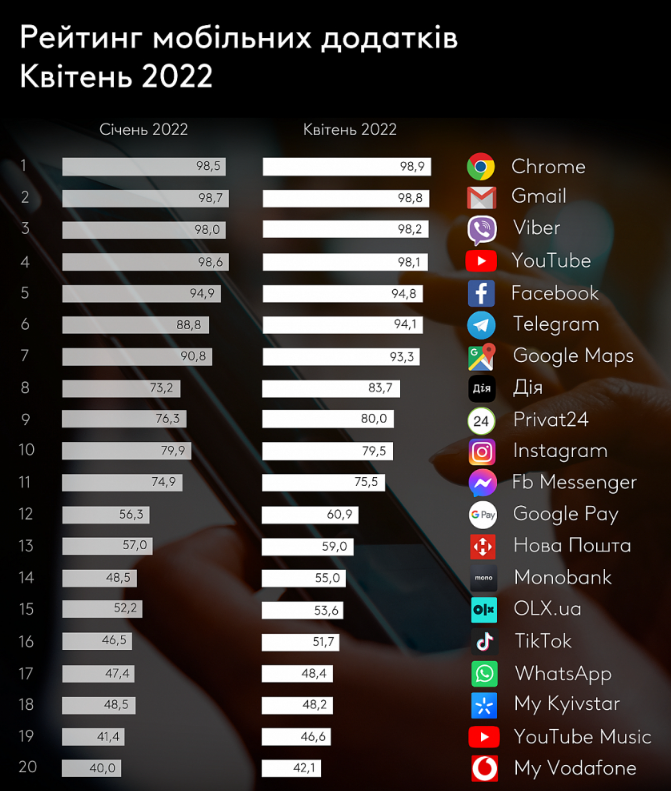 Рейтинг мобільних додатків
Квітень 2022
Січень 2022 Квітень 2022
1 98,5 98,9 Chrome
2 98,7 98,8 Gmail
3 98,0 98,2 Viber
4 98,6 98,1 YouTube
5 94,9 94,8 Facebook
6 88,8 94,1 Telegram
7 90,8 93,3 G Google Maps
8 73,2 83,7 Дія Дія
9 76,3 80,0 24 Privat24
10 79,9 79,5 Instagram
11 74,9 75,5 Fb Messenger
12 56,3 60,9 G Pay Google Pay
13 57,0 59,0 Нова Пошта
14 48,5 55,0 mono Monobank
15 52,2 53,6 olx OLX.ua
16 46,5 51,7 TikTok
17 47,4 48,4 WhatsApp
18 48,5 48,2 My Kyivstar
19 41,4 46,6 YouTube Music
20 40,0 42,1 My Vodafone